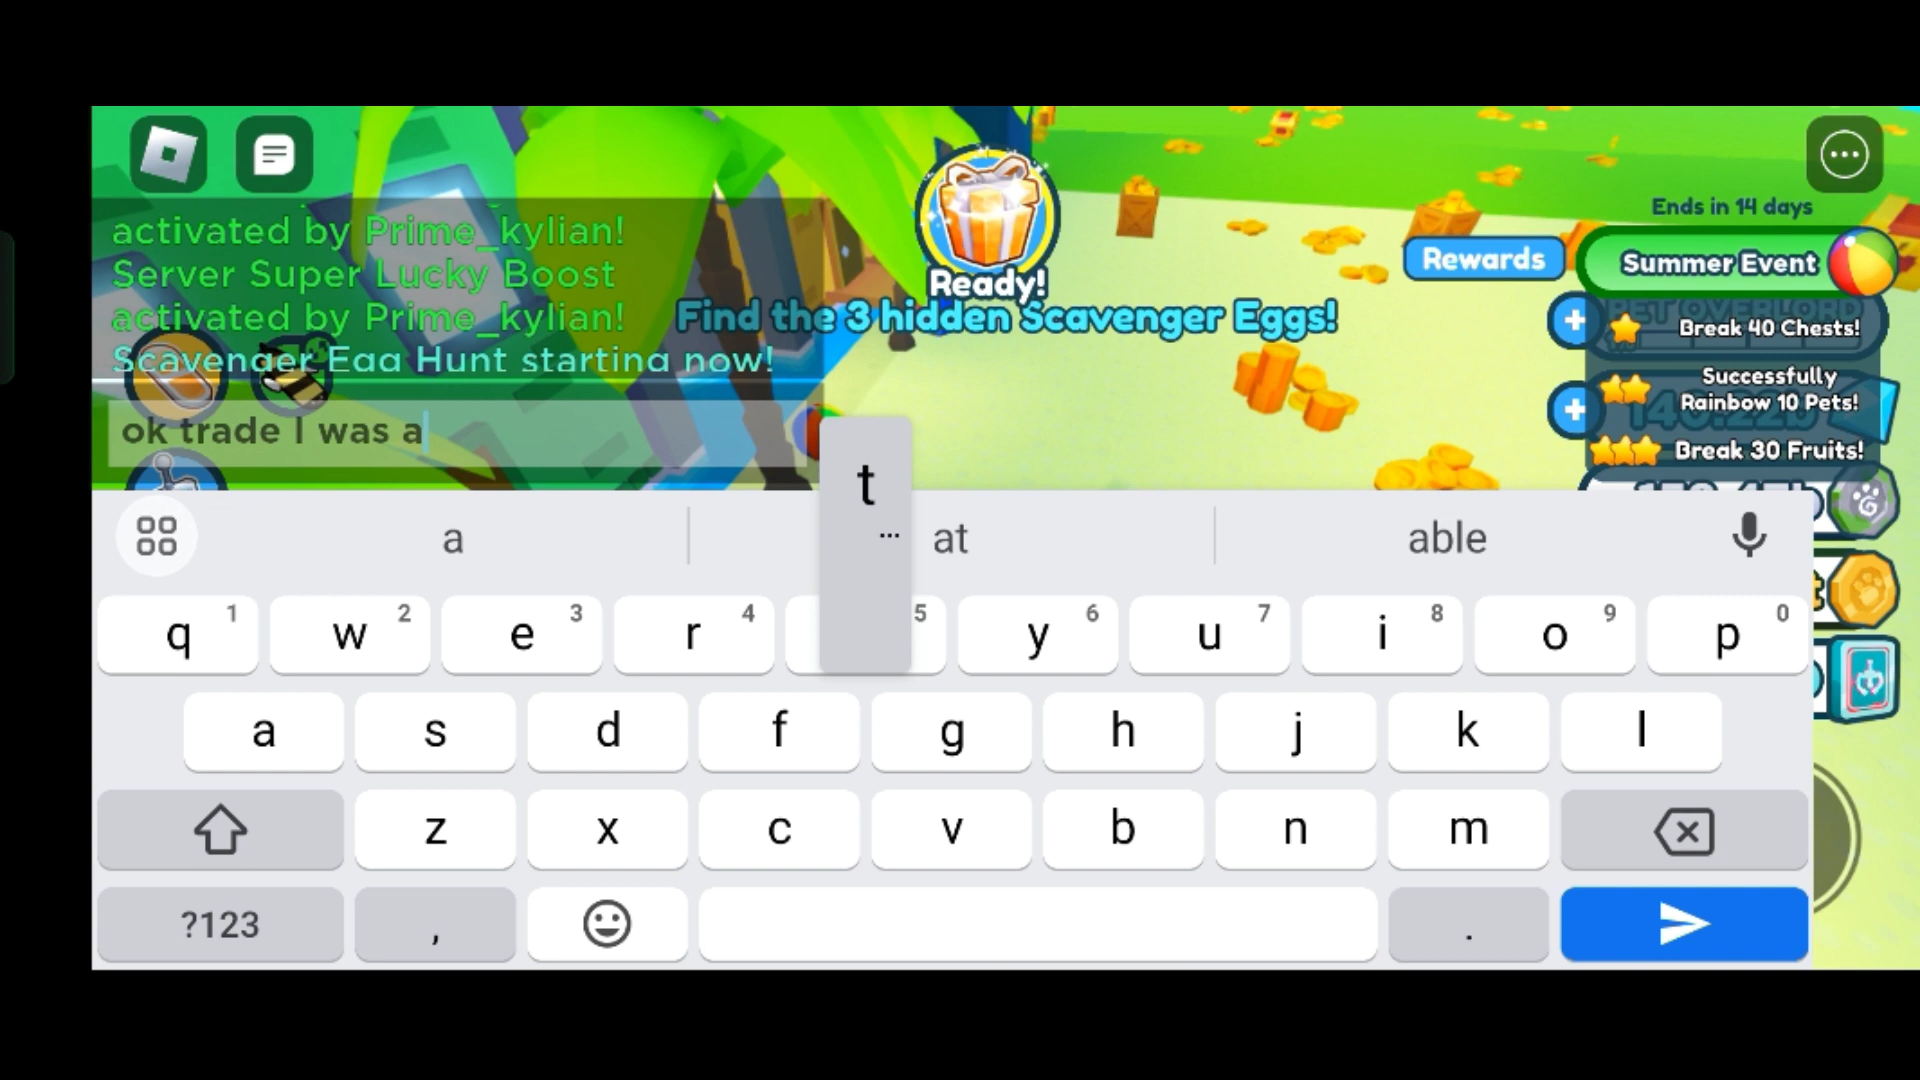 activated by Prime_kylian!
Server Super Lucky Boost
activated by Prime_kylian!
Scavenger Egg Hunt starting now!
ok trade I was a
Ready!
Find the 3 hidden Scavenger Eggs!
Ends in 14 days
Rewards
Summer Event
PET OVERLORD
Break 40 Chests!
Successfully
Rainbow 10 Pets!
Break 30 Fruits!
t
...
a
at
able
q 1 w 2 e 3 r 4 5 y 6 u 7 i 8 o 9 p 0
a s d f g h j k l
z x c v b n m
?123 , .